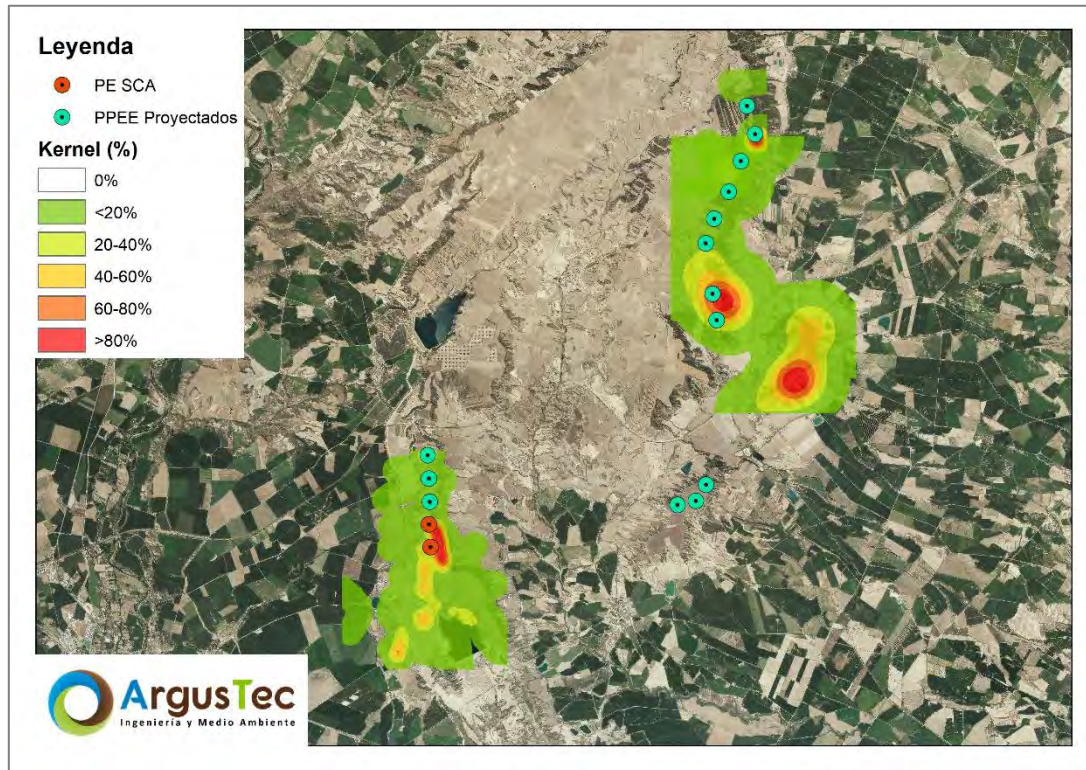 Leyenda
PE SCA
PPEE Proyectados
Kernel (%)
0%
<20%
20-40%
40-60%
60-80%
>80%
ArgusTec
Ingeniería y Medio Ambiente